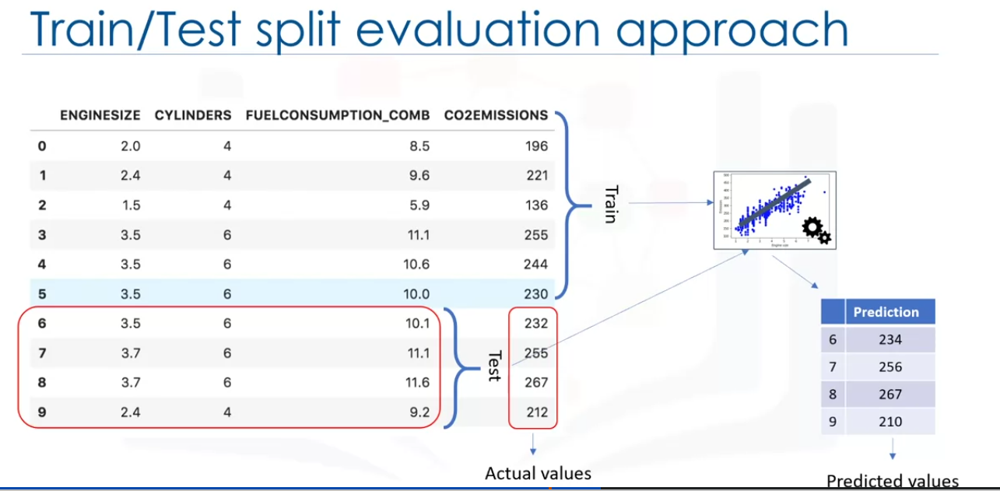 Train/Test split evaluation approach
ENGINESIZE CYLINDERS FUELCONSUMPTION_COMB CO2EMISSIONS
0 2.0 4 8.5 196
1 2.4 4 9.6 221
2 1.5 4 5.9 136
3 3.5 6 11.1 255
4 3.5 6 10.6 244
5 3.5 6 10.0 230
6 3.5 6 10.1 232
7 3.7 6 11.1 255
8 3.7 6 11.6 267
9 2.4 4 9.2 212
Train
Test
Actual values
Engine size
Prediction
6 234
7 256
8 267
9 210
Predicted values